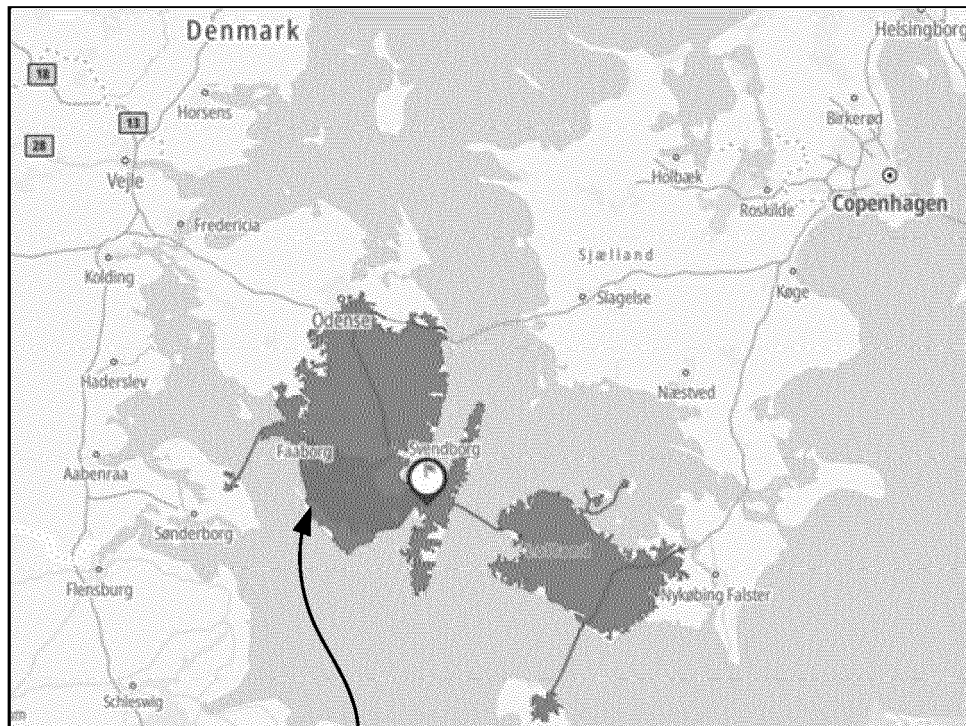 Denmark
Helsingborg
18
Horsens
Birkerød
13
28
Vejle
Holbæk
Roskilde
Copenhagen
Fredericia
Sjælland
Kolding
Slagelse
Køge
Odense
Haderslev
Næstved
Faaborg
Svendborg
Aabenraa
Sønderborg
Flensburg
Nykøbing Falster
Schleswig